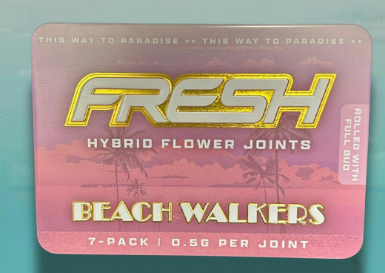 THIS WAY TO PARADISE >> THIS WAY TO PARADISE >>
FRESH
HYBRID FLOWER JOINTS
ROLLED WITH
FULL BUD
BEACH WALKERS
7-PACK | 0.5G PER JOINT